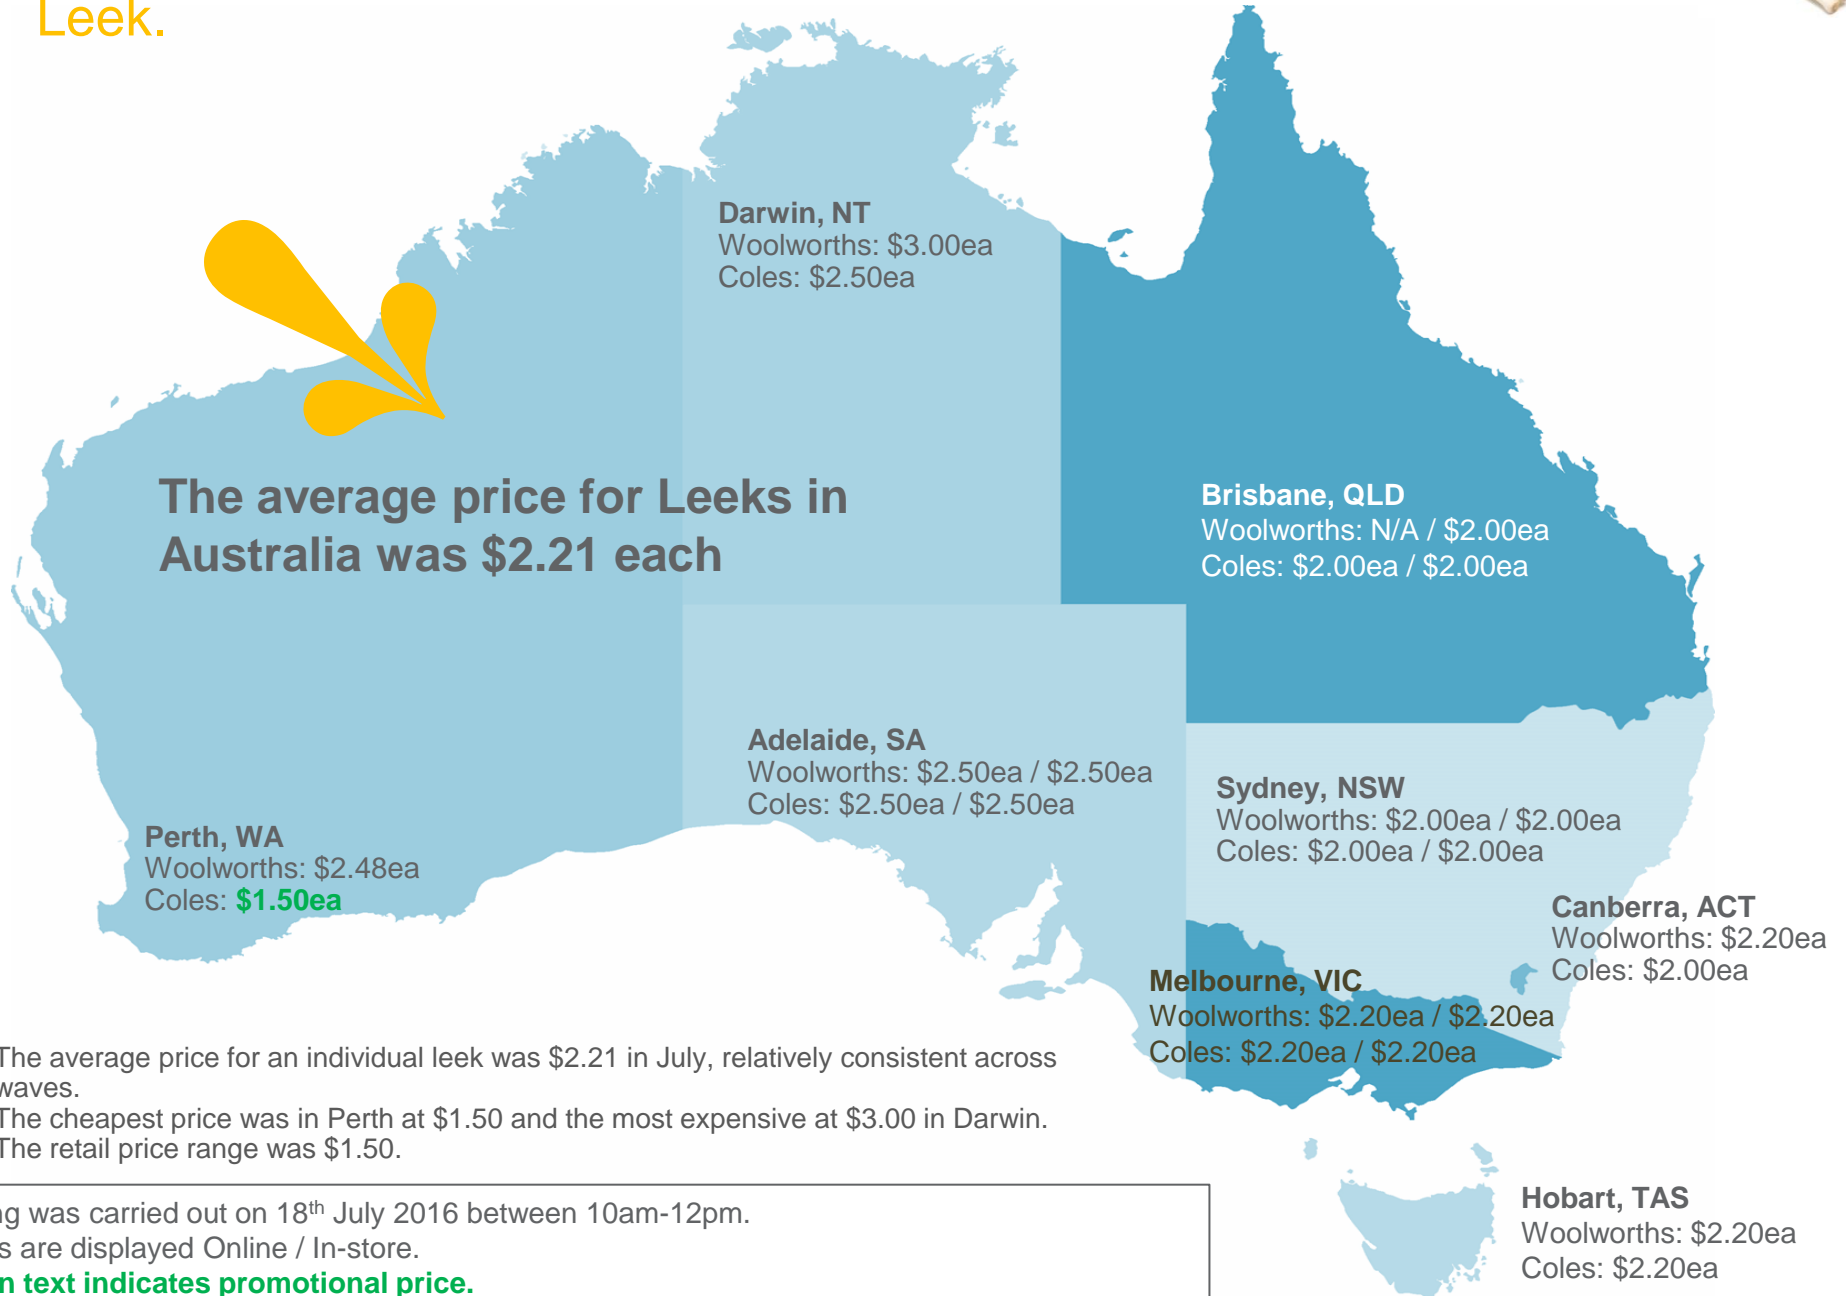 Leek.
Darwin, NT
Woolworths: $3.00ea
Coles: $2.50ea
The average price for Leeks in
Australia was $2.21 each
Brisbane, QLD
Woolworths: N/A / $2.00ea
Coles: $2.00ea / $2.00ea
Adelaide, SA
Woolworths: $2.50ea / $2.50ea
Coles: $2.50ea / $2.50ea
Sydney, NSW
Woolworths: $2.00ea / $2.00ea
Coles: $2.00ea / $2.00ea
Perth, WA
Woolworths: $2.48ea
Coles: $1.50ea
Canberra, ACT
Woolworths: $2.20ea
Coles: $2.00ea
Melbourne, VIC
Woolworths: $2.20ea / $2.20ea
Coles: $2.20ea / $2.20ea
The average price for an individual leek was $2.21 in July, relatively consistent across
waves.
The cheapest price was in Perth at $1.50 and the most expensive at $3.00 in Darwin.
The retail price range was $1.50.
was carried out on 18th July 2016 between 10am-12pm.
are displayed Online / In-store.
text indicates promotional price.
Hobart, TAS
Woolworths: $2.20ea
Coles: $2.20ea